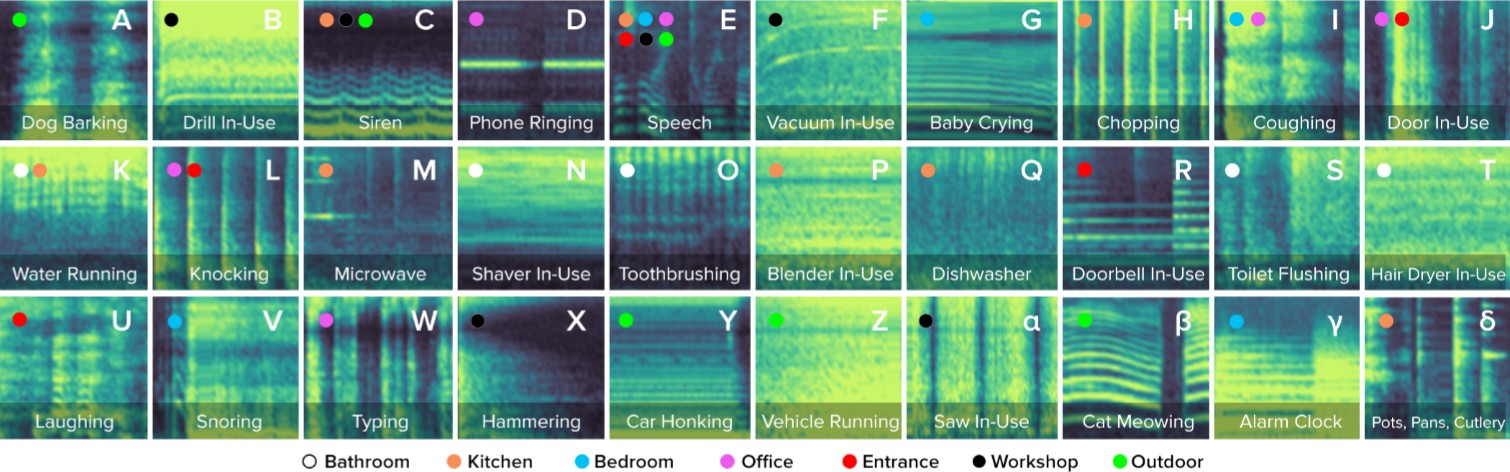 A B C D E F G H I J
Dog Barking Drill In-Use Siren Phone Ringing Speech Vacuum In-Use Baby Crying Chopping Coughing Door In-Use
K L M N O P Q R S T
Water Running Knocking Microwave Shaver In-Use Toothbrushing Blender In-Use Dishwasher Doorbell In-Use Toilet Flushing Hair Dryer In-Use
U V W X Y Z α β γ δ
Laughing Snoring Typing Hammering Car Honking Vehicle Running Saw In-Use Cat Meowing Alarm Clock Pots, Pans, Cutlery
Bathroom Kitchen Bedroom Office Entrance Workshop Outdoor